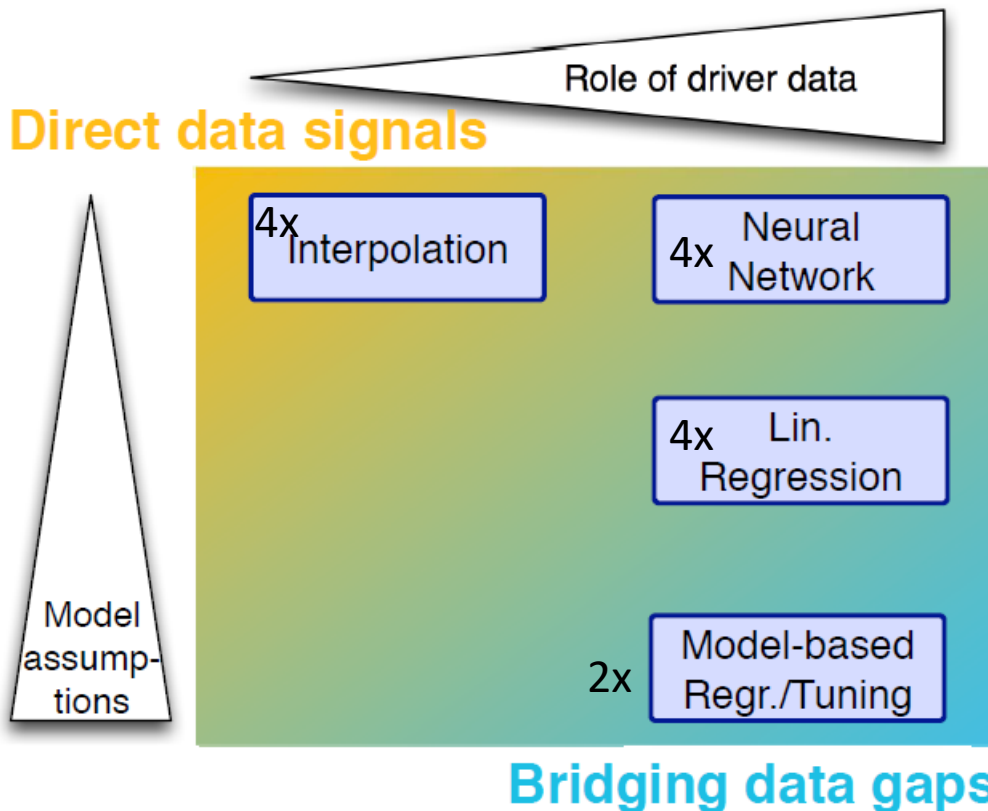 Role of driver data
Direct data signals
4x
Interpolation
4x
Neural
Network
4x
Lin.
Regression
Model
assump-
tions
2x
Model-based
Regr./Tuning
Bridging data gaps